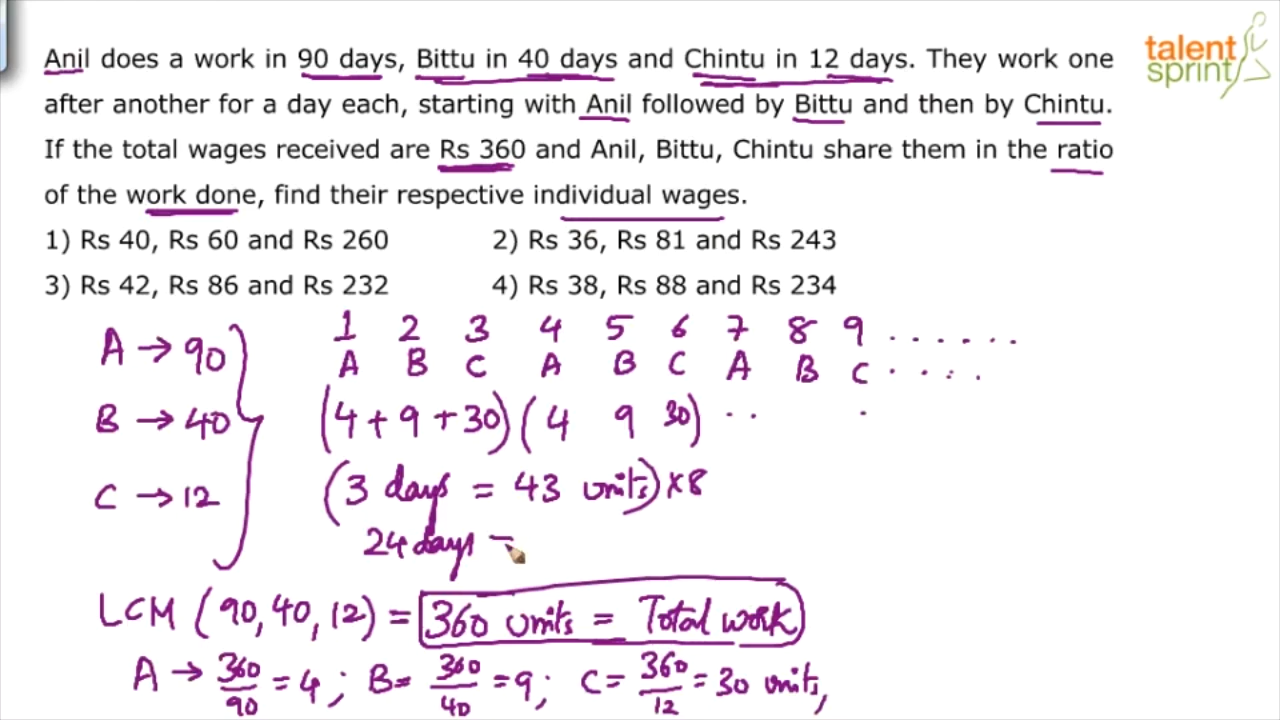 talent
sprint
Anil does a work in 90 days, Bittu in 40 days and Chintu in 12 days. They work one
after another for a day each, starting with Anil followed by Bittu and then by Chintu.
If the total wages received are Rs 360 and Anil, Bittu, Chintu share them in the ratio
of the work done, find their respective individual wages.
1) Rs 40, Rs 60 and Rs 260 2) Rs 36, Rs 81 and Rs 243
3) Rs 42, Rs 86 and Rs 232 4) Rs 38, Rs 88 and Rs 234
A → 90
B → 40
C → 12
1 2 3 4 5 6 7 8 9 ......
A B C A B C A B C .....
(4 + 9 + 30) (4 9 30) .. .
(3 days = 43 units) x 8
24 days =
LCM (90, 40, 12) = 360 units = Total work
A → 360/90 = 4 ; B = 360/40 = 9 ; C = 360/12 = 30 units,